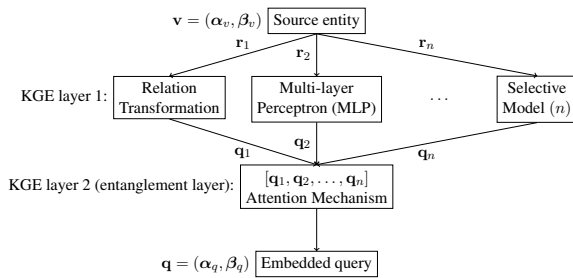 v = (α_v, β_v) Source entity
r_1 r_2 r_n
KGE layer 1:
Relation
Transformation
Multi-layer
Perceptron (MLP)
...
Selective
Model (n)
q_1 q_2 q_n
KGE layer 2 (entanglement layer):
[q_1, q_2, ..., q_n]
Attention Mechanism
q = (α_q, β_q) Embedded query